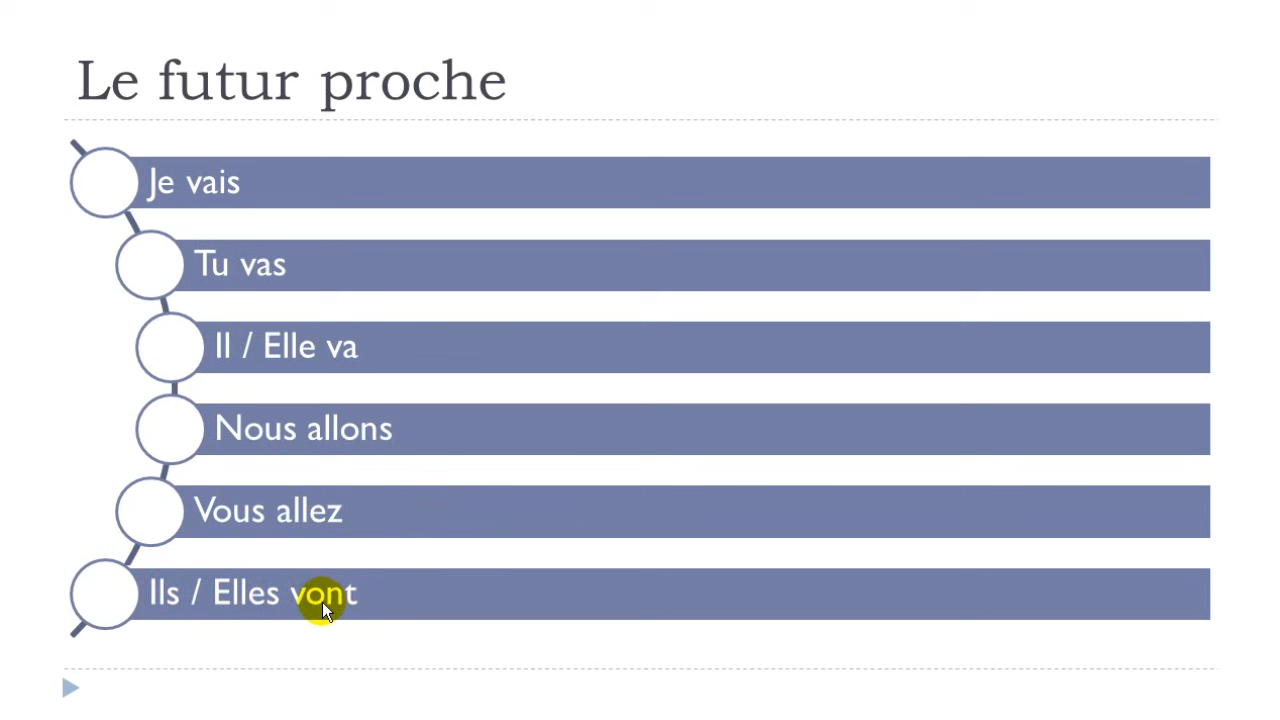 Le futur proche
Je vais
Tu vas
Il / Elle va
Nous allons
Vous allez
Ils / Elles vont